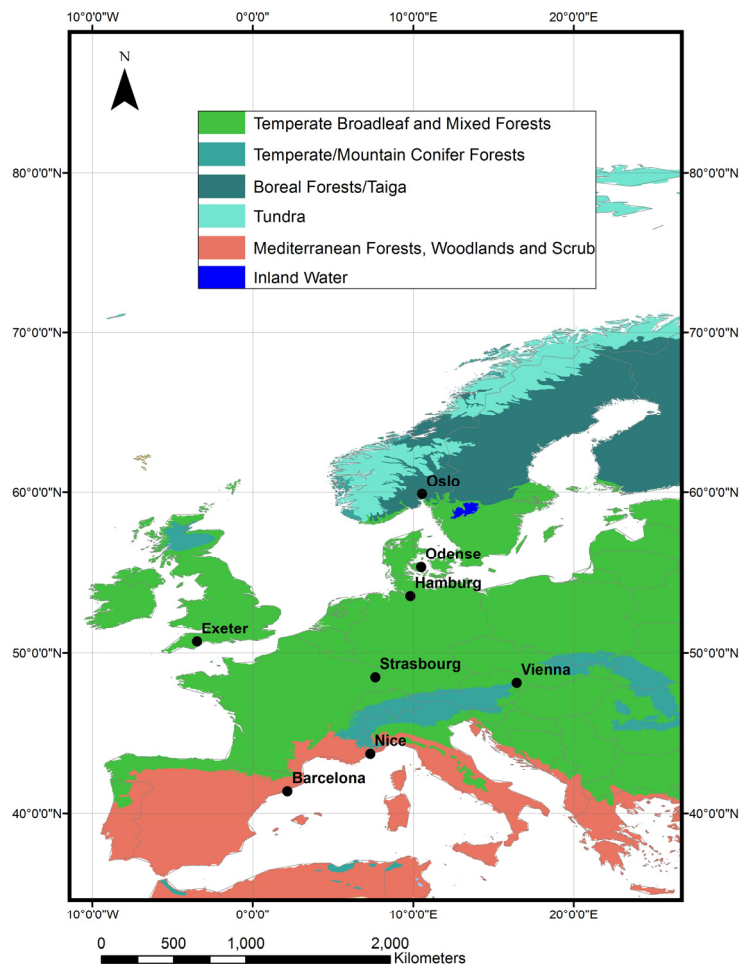 10°0'0"W 0°0'0" 10°0'0"E 20°0'0"E
N
Temperate Broadleaf and Mixed Forests
Temperate/Mountain Conifer Forests
Boreal Forests/Taiga
Tundra
Mediterranean Forests, Woodlands and Scrub
Inland Water
80°0'0"N 80°0'0"N
70°0'0"N 70°0'0"N
60°0'0"N 60°0'0"N
Oslo
Odense
Hamburg
Exeter
50°0'0"N 50°0'0"N
Strasbourg
Vienna
Nice
Barcelona
40°0'0"N 40°0'0"N
10°0'0"W 0°0'0" 10°0'0"E 20°0'0"E
0 500 1,000 2,000
Kilometers